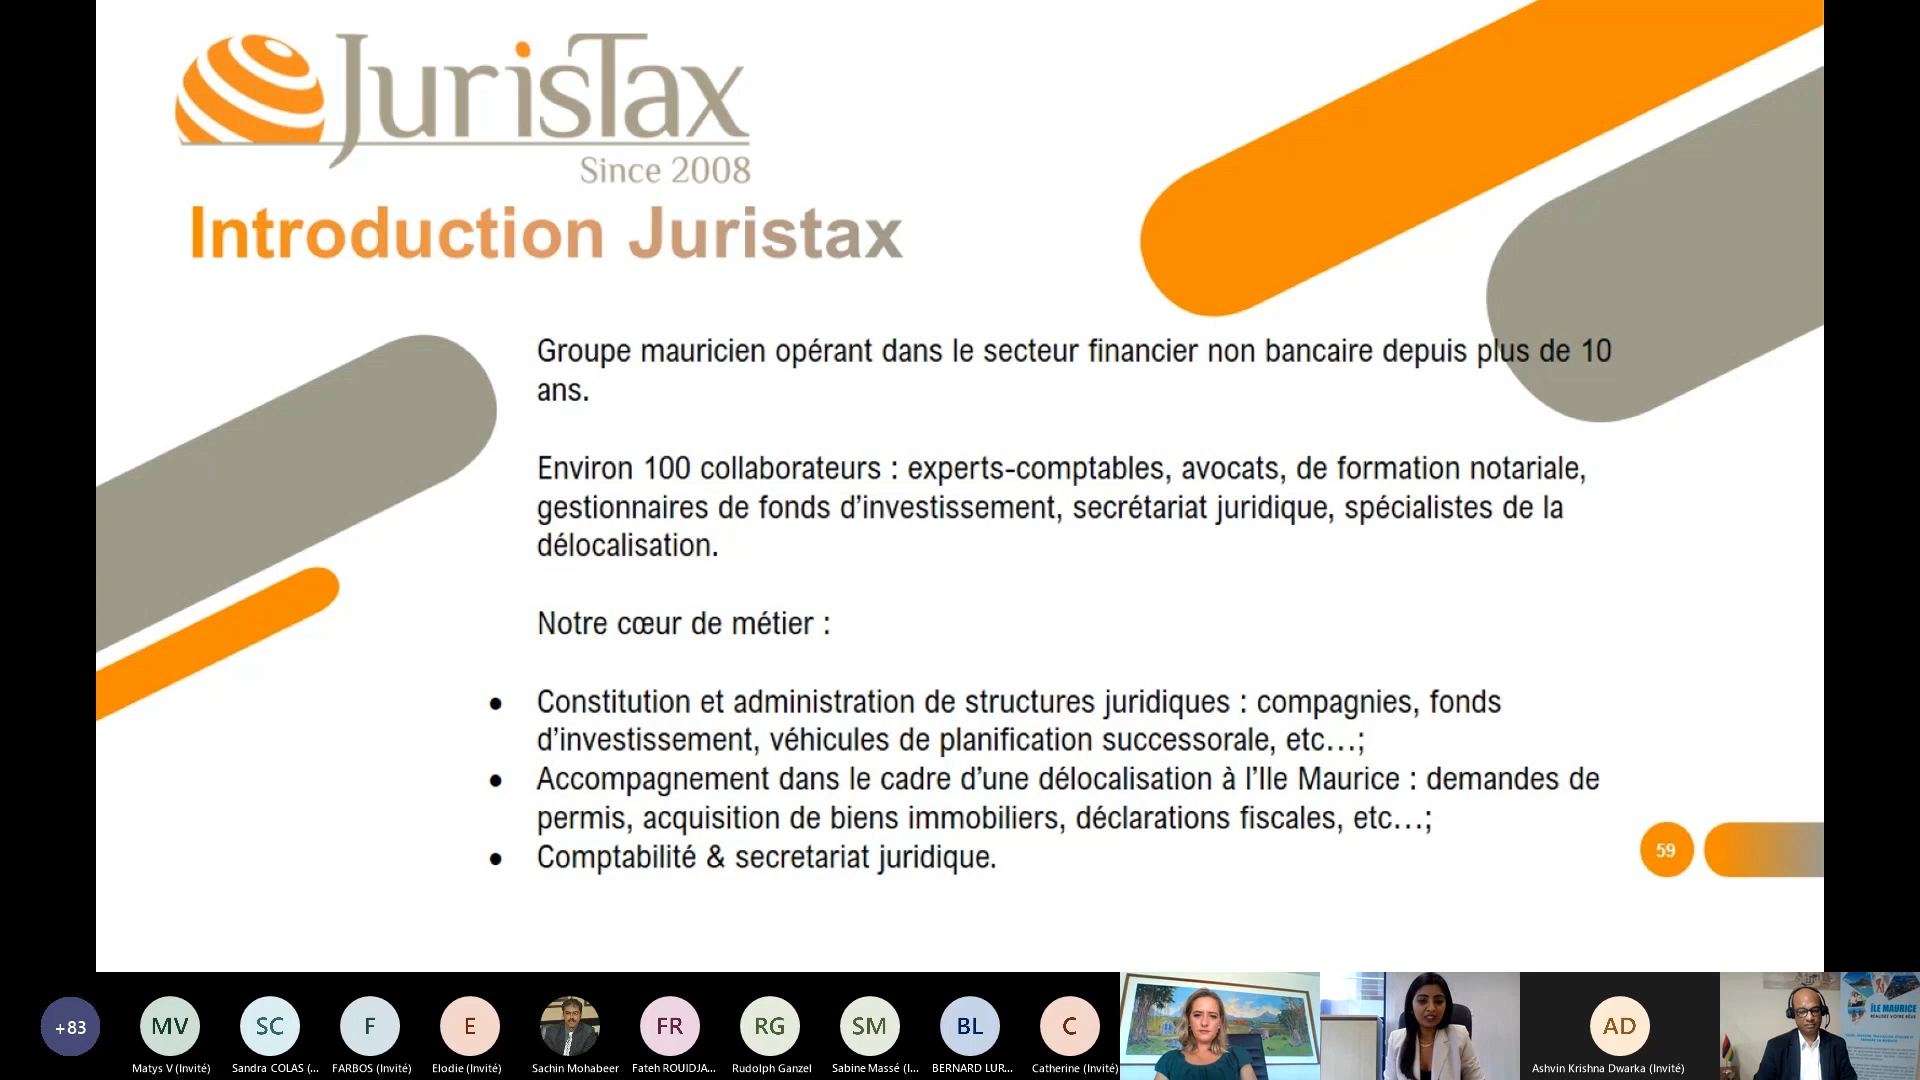 JurisTax
Since 2008
Introduction Juristax
Groupe mauricien opérant dans le secteur financier non bancaire depuis plus de 10
ans.
Environ 100 collaborateurs : experts-comptables, avocats, de formation notariale,
gestionnaires de fonds d’investissement, secrétariat juridique, spécialistes de la
délocalisation.
Notre cœur de métier :
• Constitution et administration de structures juridiques : compagnies, fonds
d’investissement, véhicules de planification successorale, etc…;
• Accompagnement dans le cadre d’une délocalisation à l’Ile Maurice : demandes de
permis, acquisition de biens immobiliers, déclarations fiscales, etc…;
• Comptabilité & secretariat juridique.
59
+83
MV
SC
F
E
FR
RG
SM
BL
C
AD
ÎLE MAURICE
Matys V (Invité)
Sandra COLAS (...
FARBOS (Invité)
Elodie (Invité)
Sachin Mohabeer
Fateh ROUIDJA...
Rudolph Ganzel
Sabine Massé (I...
BERNARD LUR...
Catherine (Invité)
Ashvin Krishna Dwarka (Invité)